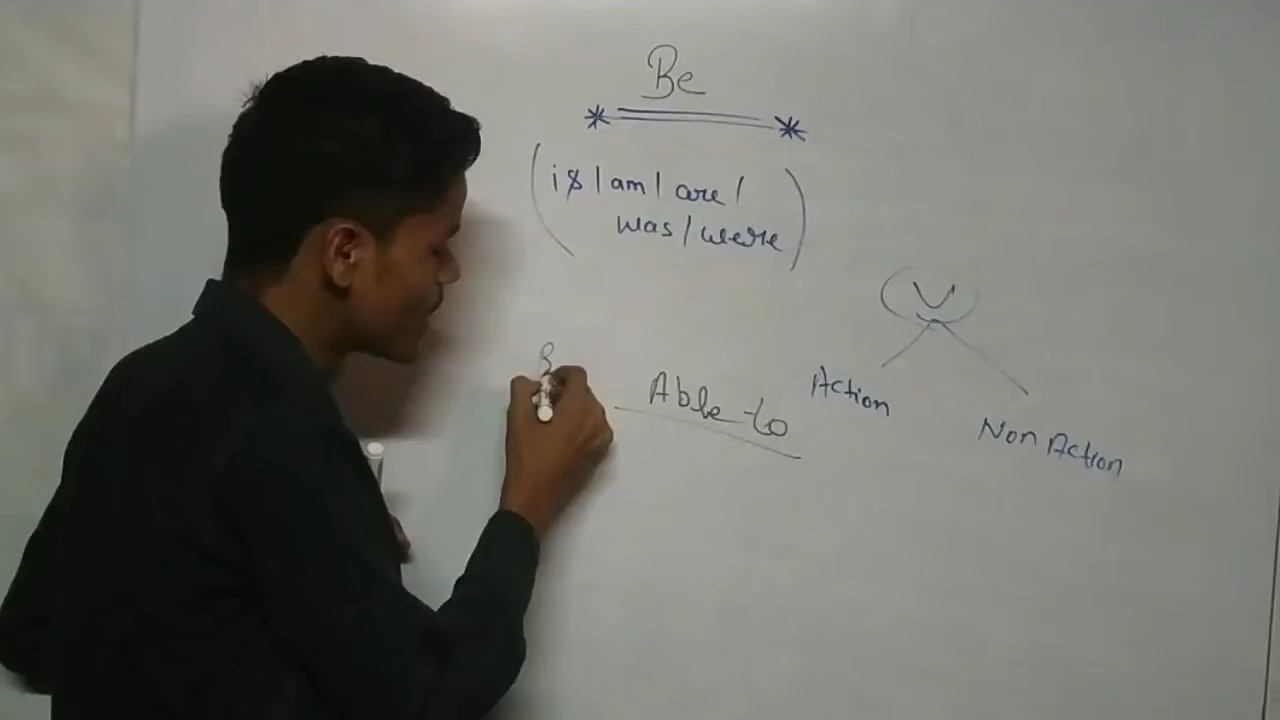 Be
(is/am/are/
was/were)
V
Able to
Action
Non Action